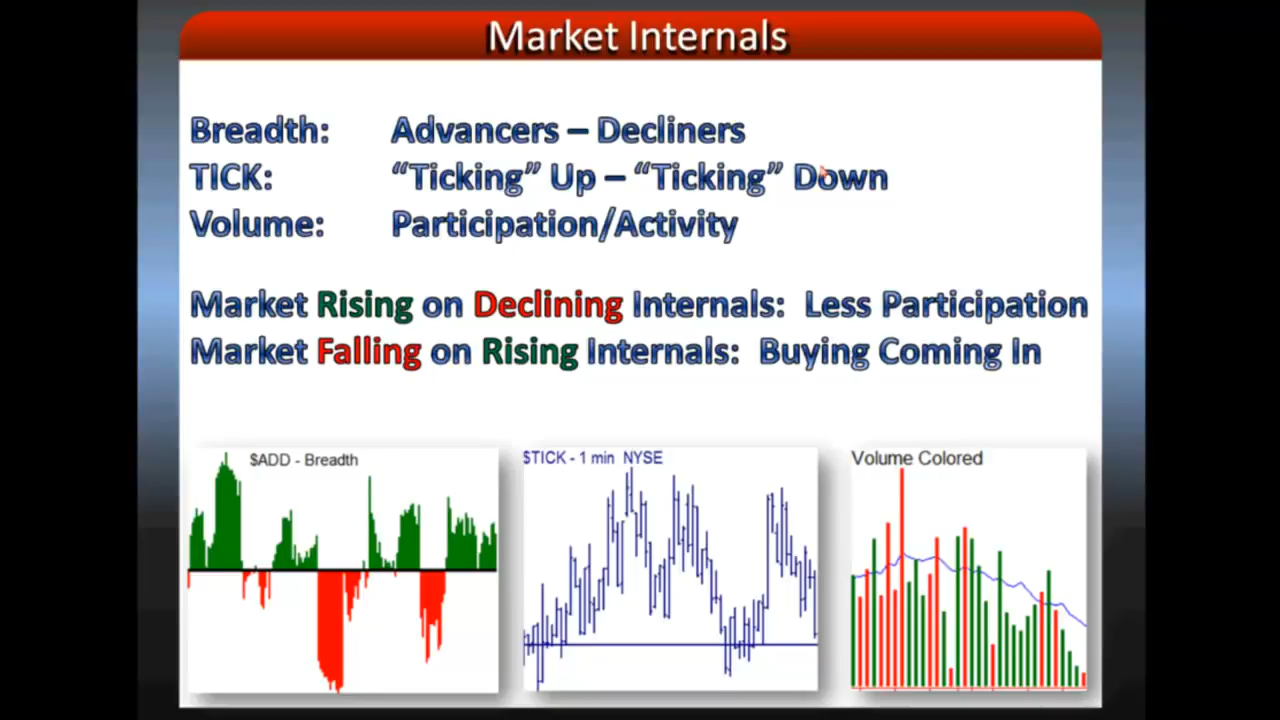 Market Internals
Breadth: Advancers – Decliners
TICK: “Ticking” Up – “Ticking” Down
Volume: Participation/Activity
Market Rising on Declining Internals: Less Participation
Market Falling on Rising Internals: Buying Coming In
$ADD - Breadth
$TICK - 1 min NYSE
Volume Colored